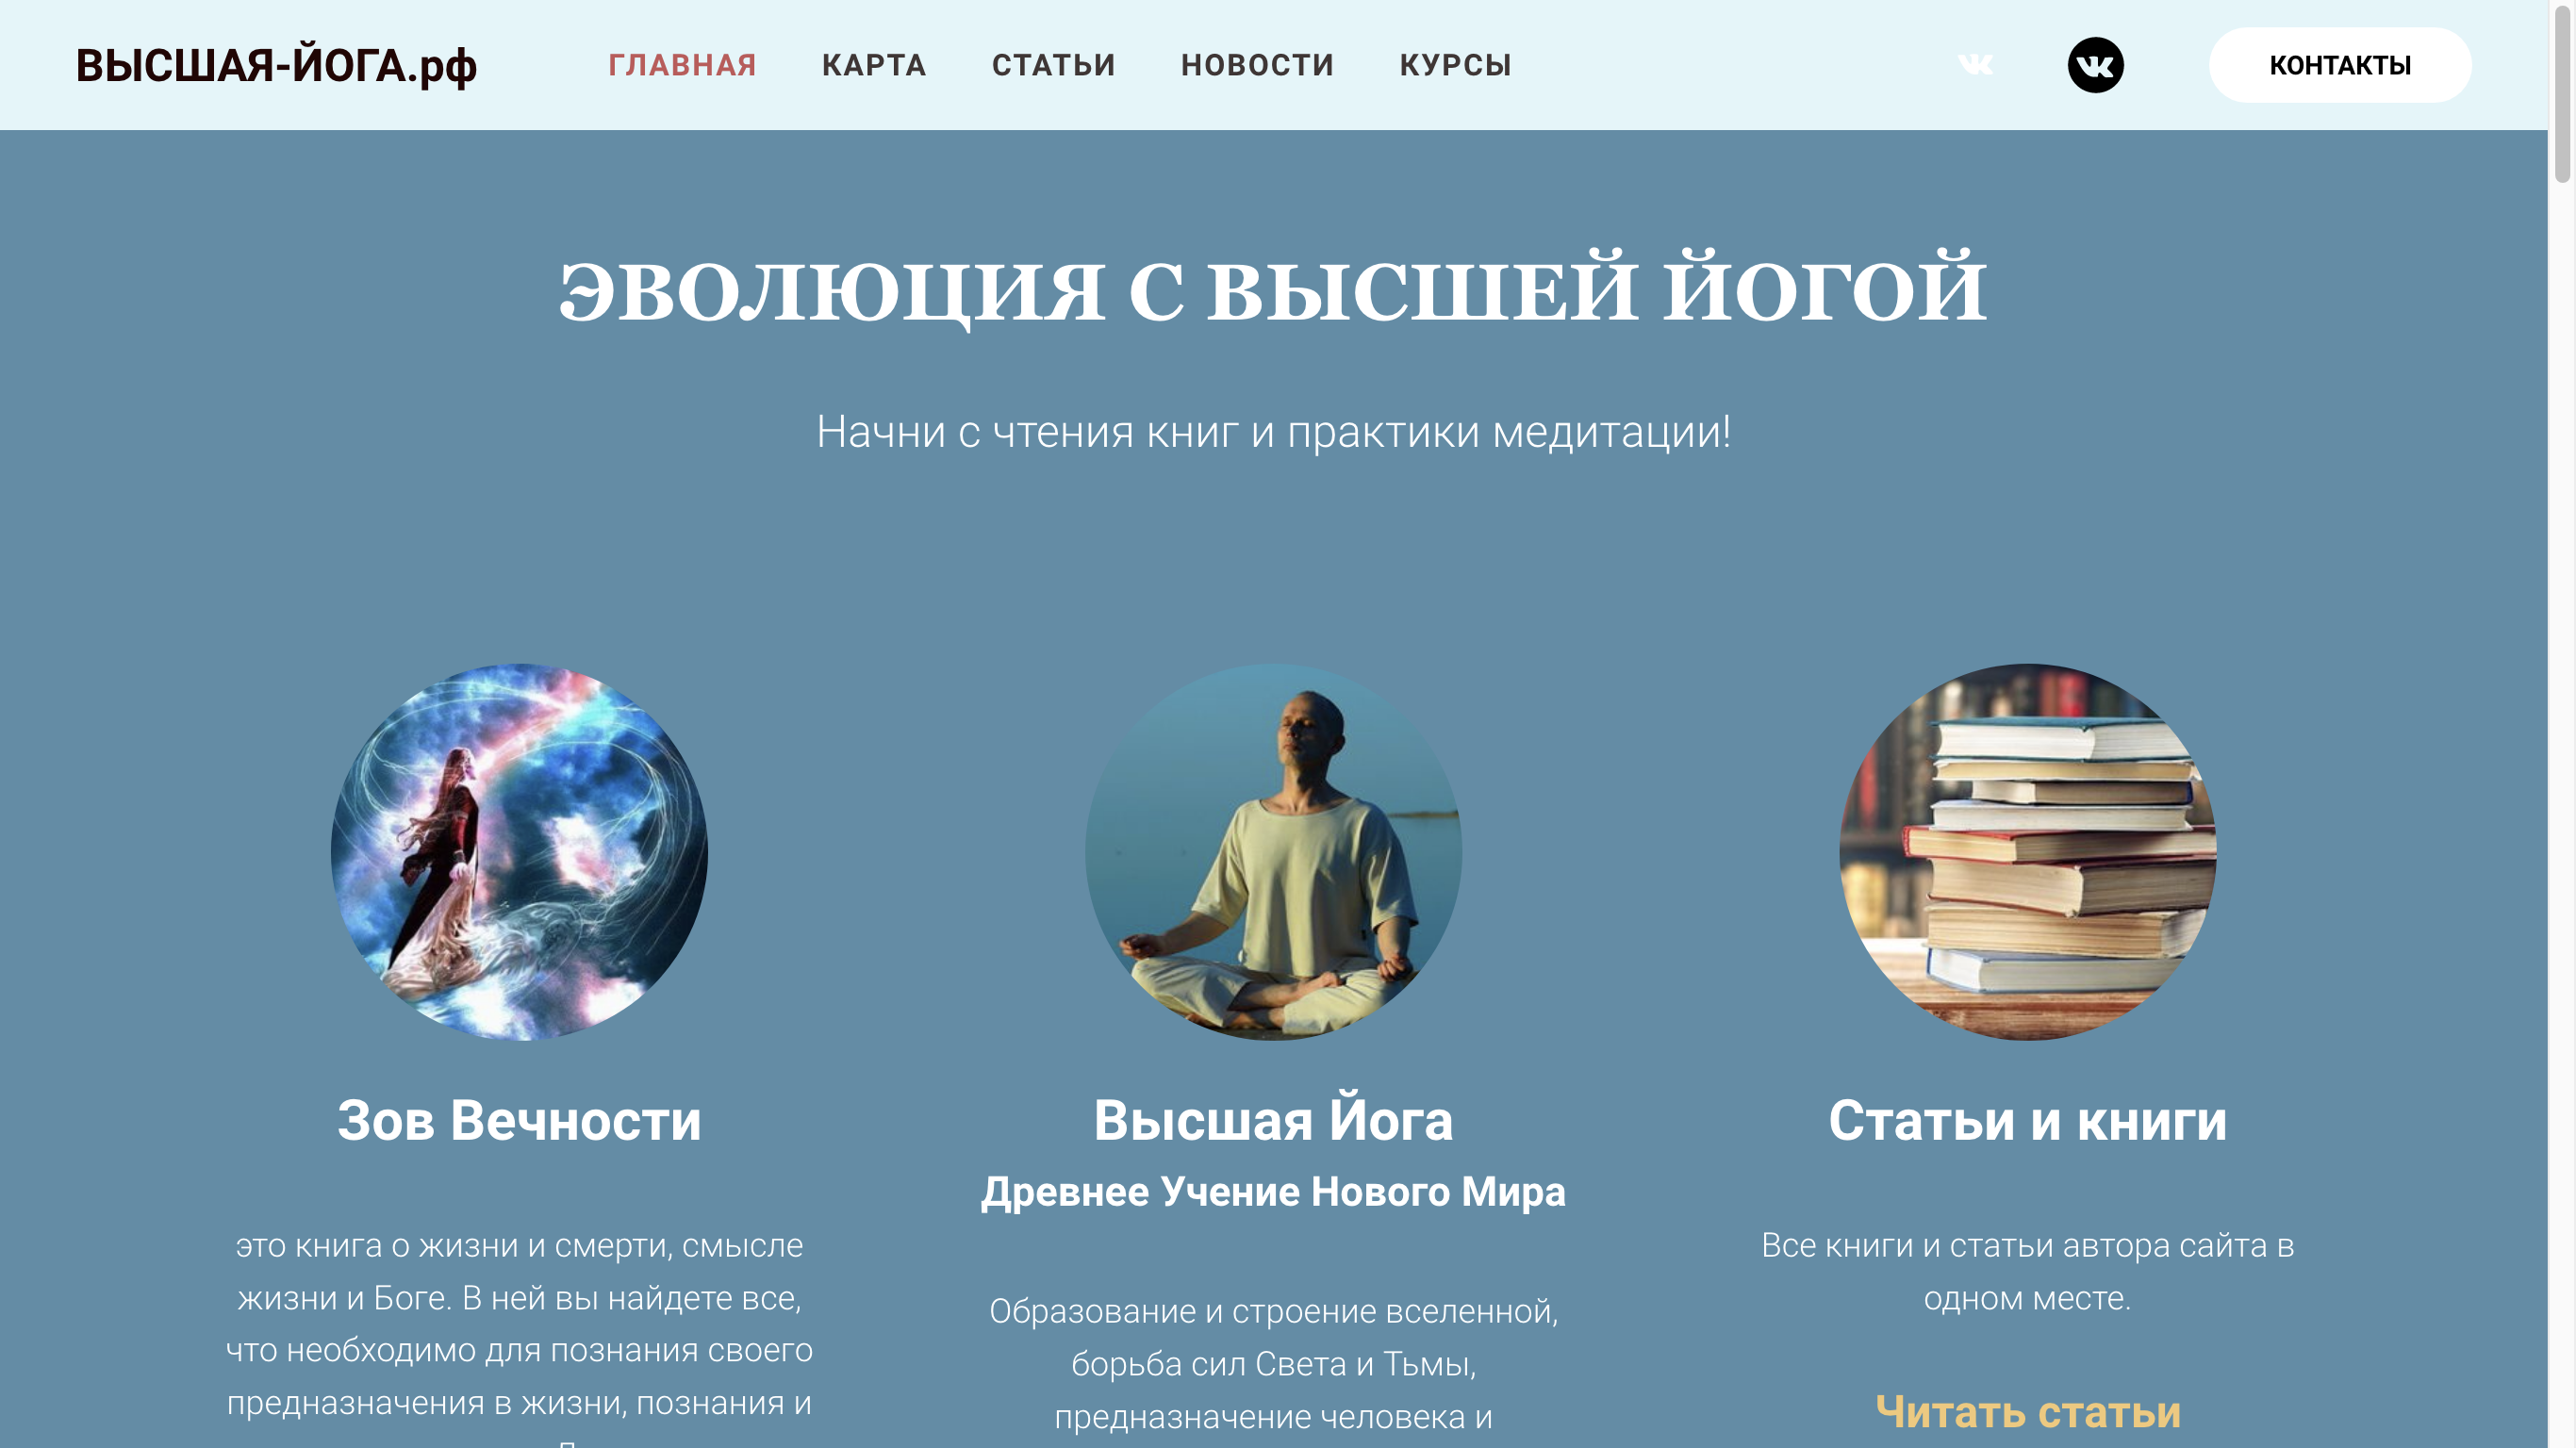 ВЫСШАЯ-ЙОГА.рф
ГЛАВНАЯ КАРТА СТАТЬИ НОВОСТИ КУРСЫ
КОНТАКТЫ
ЭВОЛЮЦИЯ С ВЫСШЕЙ ЙОГОЙ
Начни с чтения книг и практики медитации!
Зов Вечности
это книга о жизни и смерти, смысле
жизни и Боге. В ней вы найдете все,
что необходимо для познания своего
предназначения в жизни, познания и
Высшая Йога
Древнее Учение Нового Мира
Образование и строение вселенной,
борьба сил Света и Тьмы,
предназначение человека и
Статьи и книги
Все книги и статьи автора сайта в
одном месте.
Читать статьи